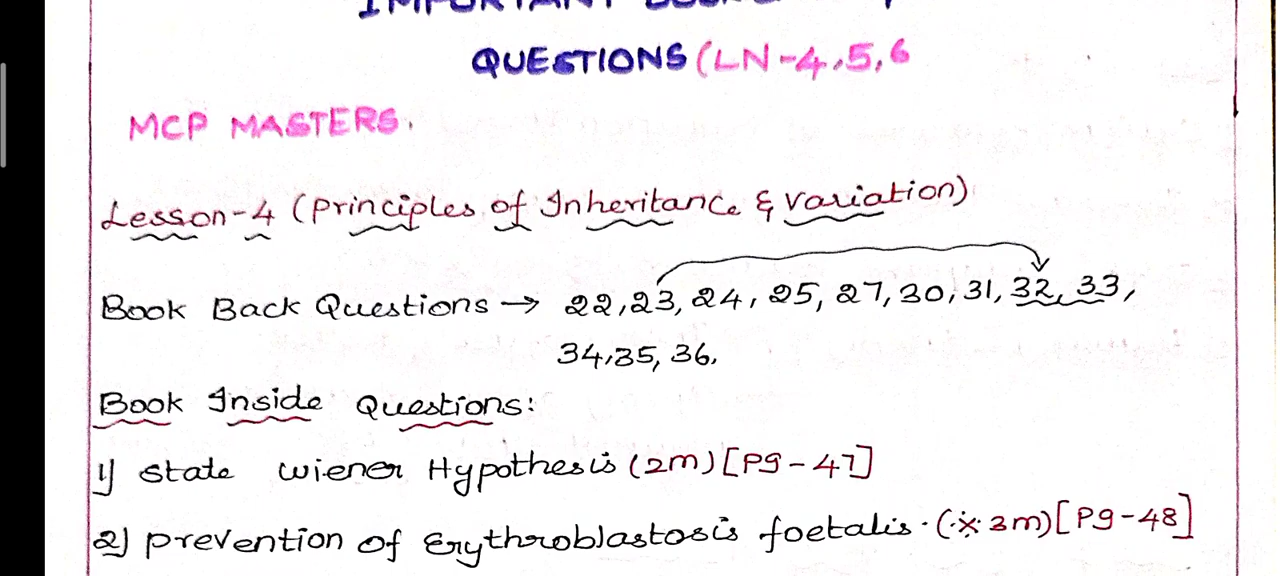 QUESTIONS (LN-4,5,6
MCP MASTERS.
Lesson-4 (Principles of Inheritance & variation)
Book Back Questions → 22,23, 24, 25, 27, 30, 31, 32, 33,
34,35, 36.
Book Inside Questions:
1) State wiener Hypothesis (2m) [Pg-47]
2) prevention of Erythroblastosis foetalis. (※ 3m) [Pg-48]